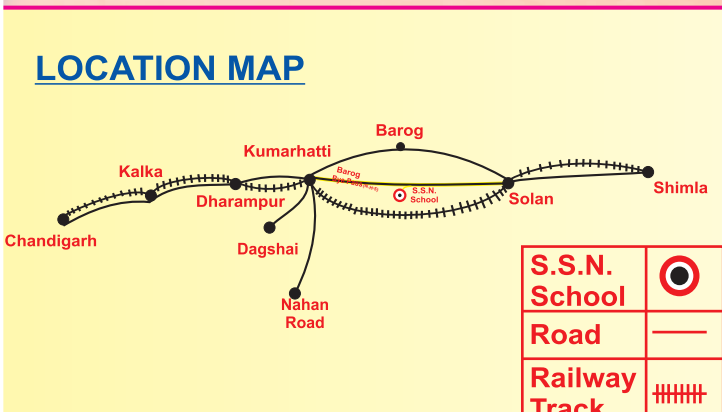 LOCATION MAP
Barog
Kumarhatti
Kalka
Barog
S.S.N.
School
Dharampur
Solan
Shimla
Chandigarh
Dagshai
Nahan
Road
S.S.N.
School
Road
Railway
Track